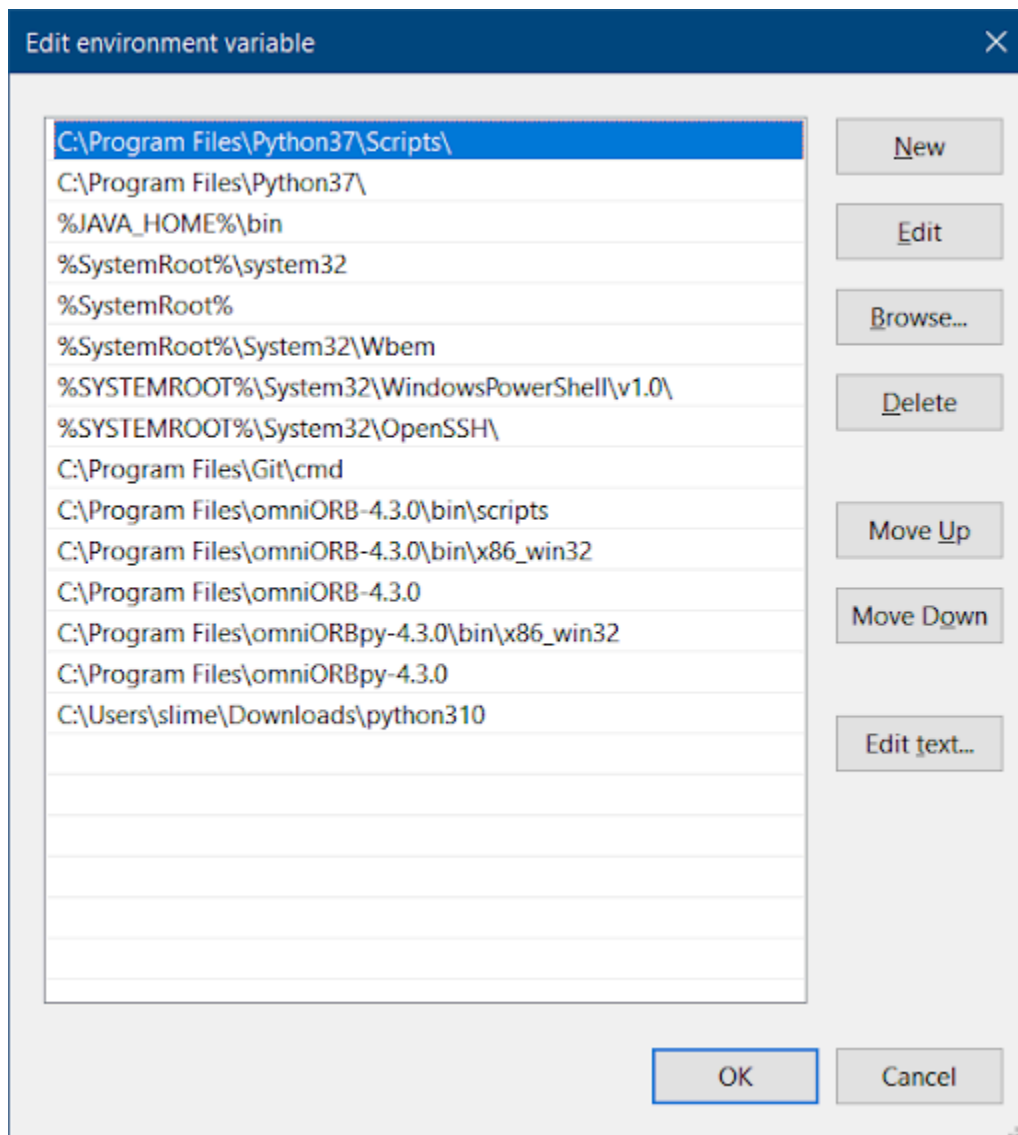 Edit environment variable
C:\Program Files\Python37\Scripts\
C:\Program Files\Python37\
%JAVA_HOME%\bin
%SystemRoot%\system32
%SystemRoot%
%SystemRoot%\System32\Wbem
%SYSTEMROOT%\System32\WindowsPowerShell\v1.0\
%SYSTEMROOT%\System32\OpenSSH\
C:\Program Files\Git\cmd
C:\Program Files\omniORB-4.3.0\bin\scripts
C:\Program Files\omniORB-4.3.0\bin\x86_win32
C:\Program Files\omniORB-4.3.0
C:\Program Files\omniORBpy-4.3.0\bin\x86_win32
C:\Program Files\omniORBpy-4.3.0
C:\Users\slime\Downloads\python310
New
Edit
Browse...
Delete
Move Up
Move Down
Edit text...
OK
Cancel